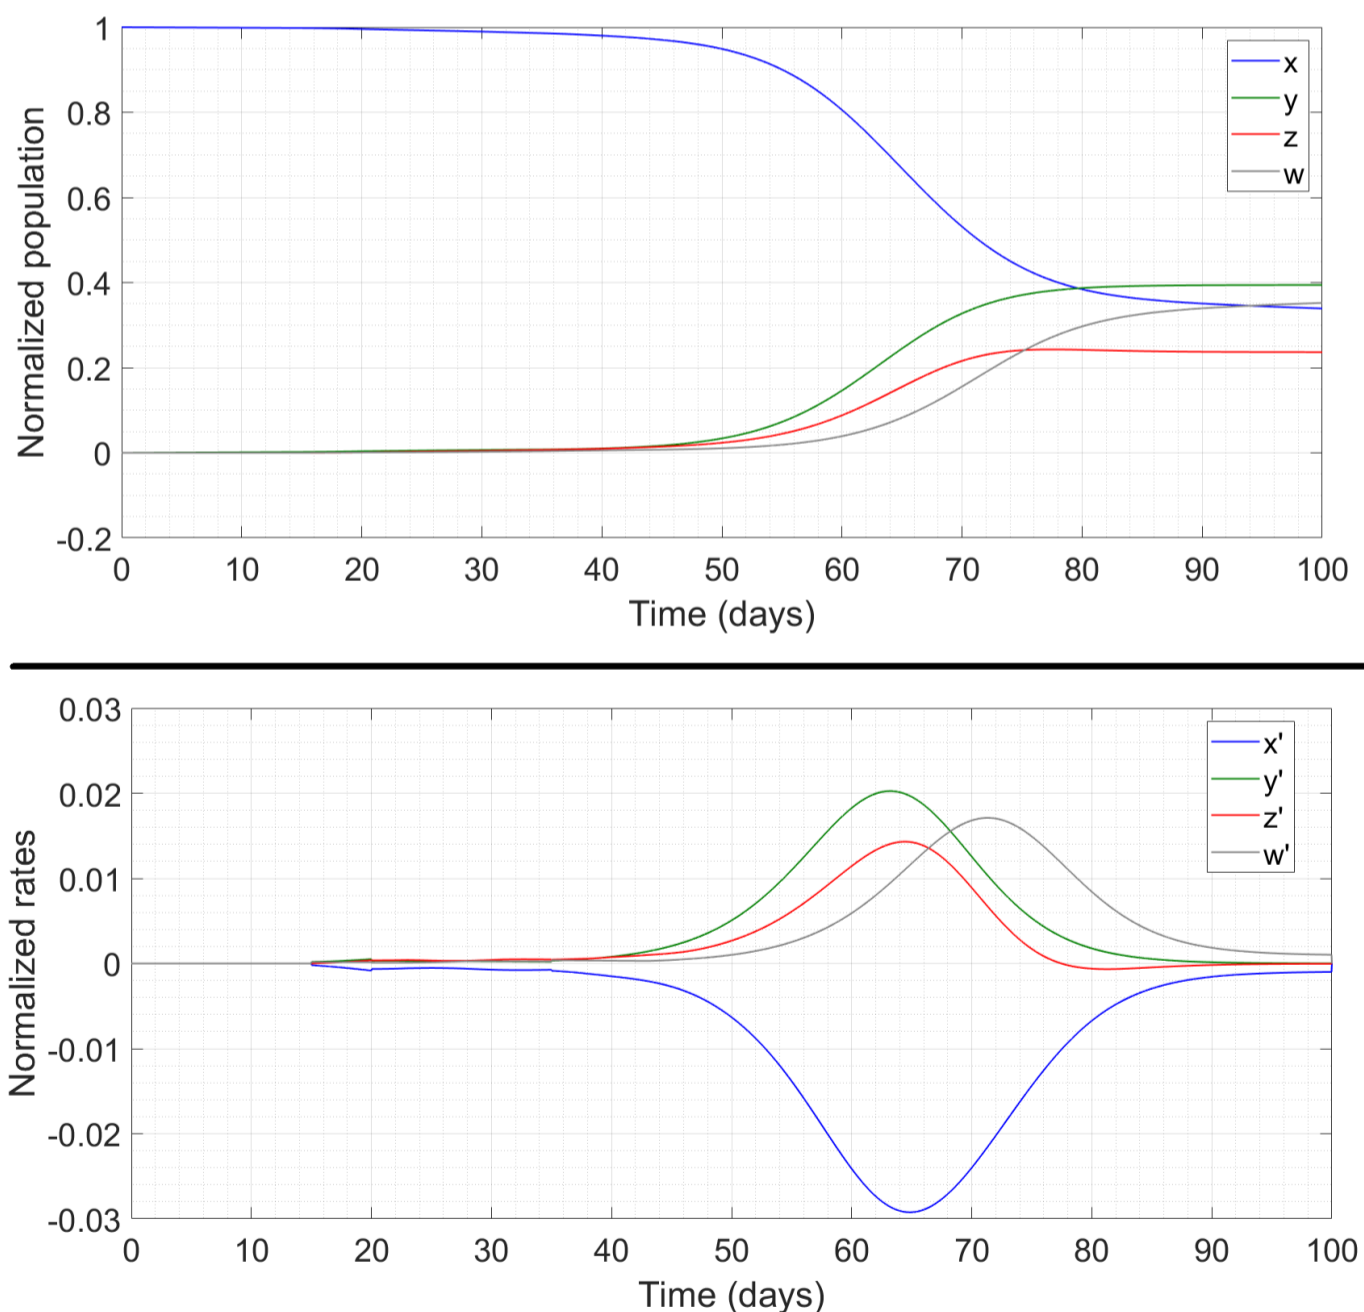 1
0.8
0.6
0.4
0.2
0
-0.2
Normalized population
x
y
z
w
0 10 20 30 40 50 60 70 80 90 100
Time (days)
0.03
0.02
0.01
0
-0.01
-0.02
-0.03
Normalized rates
x'
y'
z'
w'
0 10 20 30 40 50 60 70 80 90 100
Time (days)